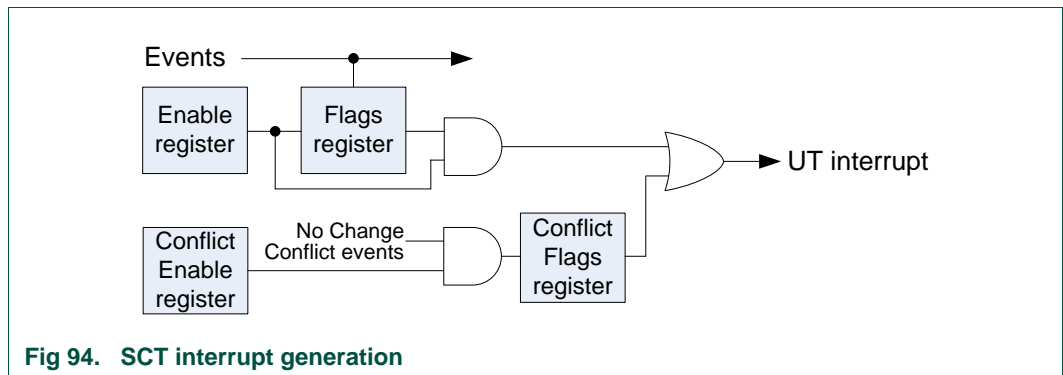 Events
Enable
register
Flags
register
UT interrupt
No Change
Conflict events
Conflict
Enable
register
Conflict
Flags
register
Fig 94. SCT interrupt generation